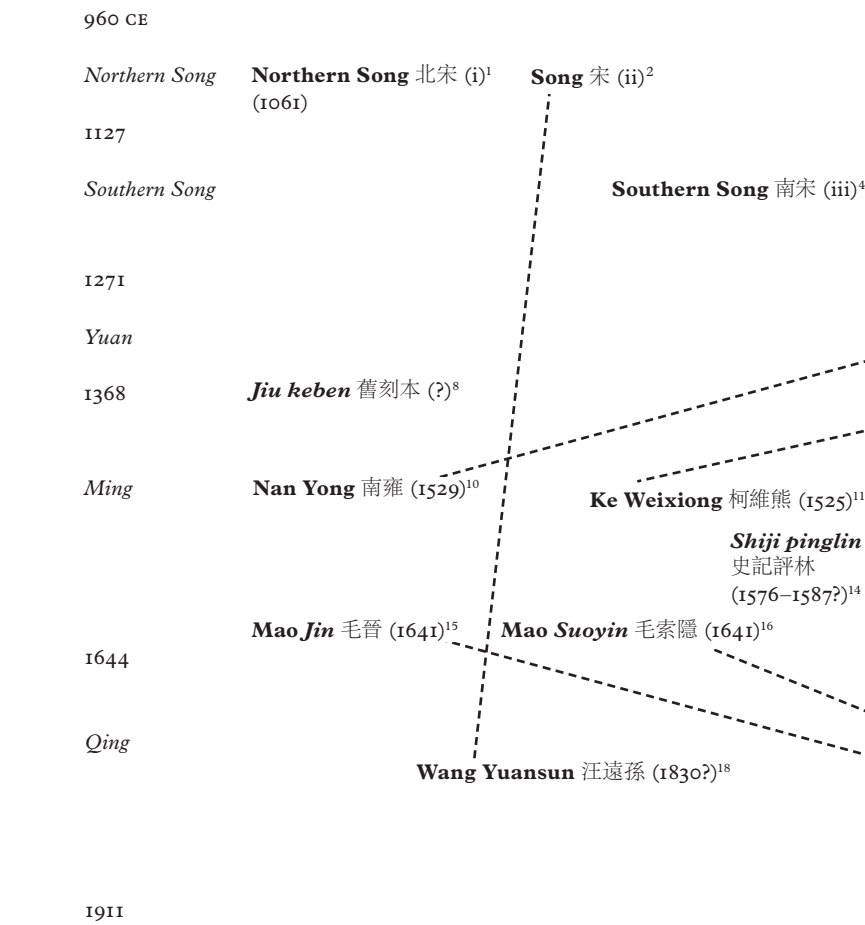 960 CE
Northern Song Northern Song 北宋 (i)¹ Song 宋 (ii)²
(1061)
1127
Southern Song Southern Song 南宋 (iii)⁴
1271
Yuan
1368 Jiu keben 舊刻本 (?)⁸
Ming Nan Yong 南雍 (1529)¹⁰ Ke Weixiong 柯維熊 (1525)¹¹
Shiji pinglin
史記評林
(1576–1587?)¹⁴
Mao Jin 毛晉 (1641)¹⁵ Mao Suoyin 毛索隱 (1641)¹⁶
1644
Qing
Wang Yuansun 汪遠孫 (1830?)¹⁸
1911